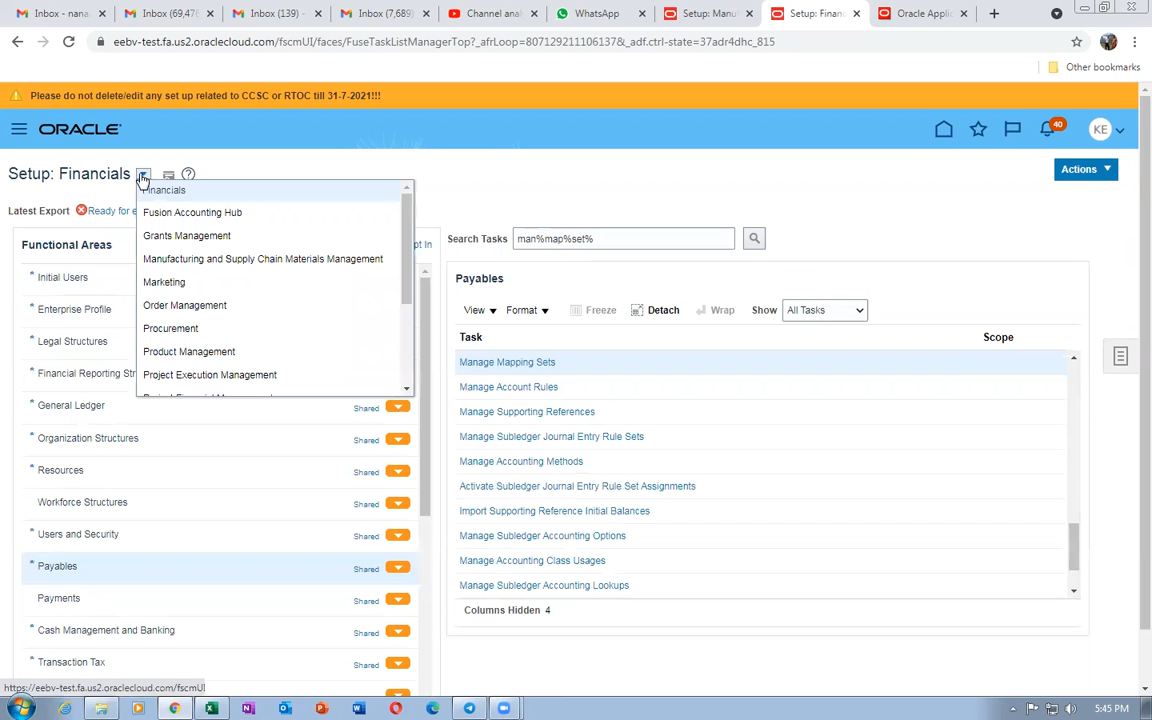 Inbox - nana.
Inbox (69,47
Inbox (139) -
Inbox (7,689)
Channel anal
WhatsApp
Setup: Manu
Setup: Finan
Oracle Applic
eebv-test.fa.us2.oraclecloud.com/fscmUI/faces/FuseTaskListManagerTop?_afrLoop=807129211106137&_adf.ctrl-state=37adr4dhc_815
Other bookmarks
Please do not delete/edit any set up related to CCSC or RTOC till 31-7-2021!!!
ORACLE
40
KE
Setup: Financials
Actions
Latest Export
Ready for e
Financials
Fusion Accounting Hub
Grants Management
Manufacturing and Supply Chain Materials Management
Marketing
Order Management
Procurement
Product Management
Project Execution Management
Functional Areas
pt In
Initial Users
Enterprise Profile
Legal Structures
Financial Reporting Str
General Ledger
Shared
Organization Structures
Shared
Resources
Shared
Workforce Structures
Shared
Users and Security
Shared
Payables
Shared
Payments
Shared
Cash Management and Banking
Shared
Transaction Tax
Shared
Search Tasks
man%map%set%
Payables
View
Format
Freeze
Detach
Wrap
Show
All Tasks
Task
Scope
Manage Mapping Sets
Manage Account Rules
Manage Supporting References
Manage Subledger Journal Entry Rule Sets
Manage Accounting Methods
Activate Subledger Journal Entry Rule Set Assignments
Import Supporting Reference Initial Balances
Manage Subledger Accounting Options
Manage Accounting Class Usages
Manage Subledger Accounting Lookups
Columns Hidden 4
https://eebv-test.fa.us2.oraclecloud.com/fscmUI
5:45 PM